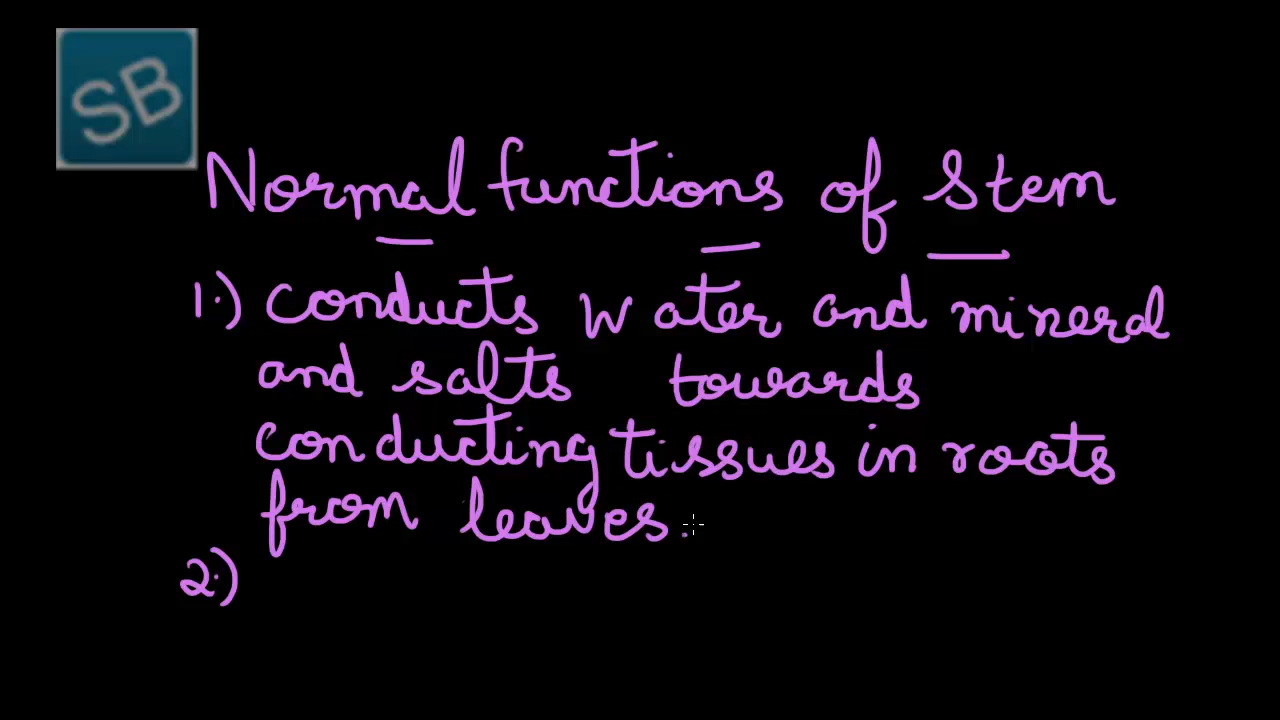 SB
Normal functions of Stem
1.) conducts water and mineral
and salts towards
conducting tissues in roots
from leaves.
2.)